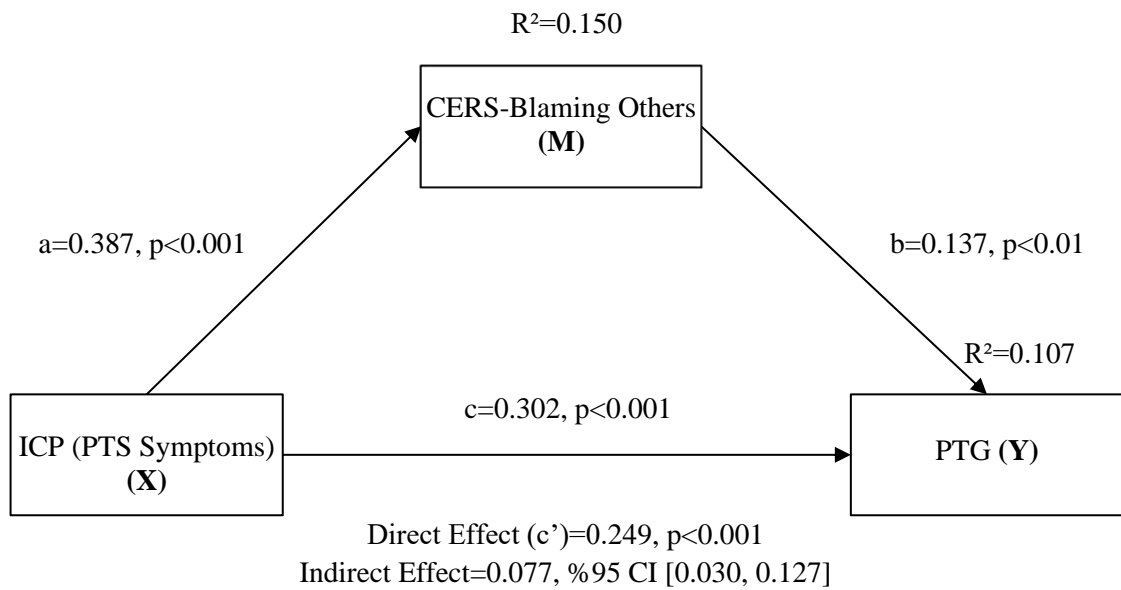 R²=0.150
CERS-Blaming Others
(M)
a=0.387, p<0.001
b=0.137, p<0.01
R²=0.107
c=0.302, p<0.001
ICP (PTS Symptoms)
(X)
PTG (Y)
Direct Effect (c’)=0.249, p<0.001
Indirect Effect=0.077, %95 CI [0.030, 0.127]